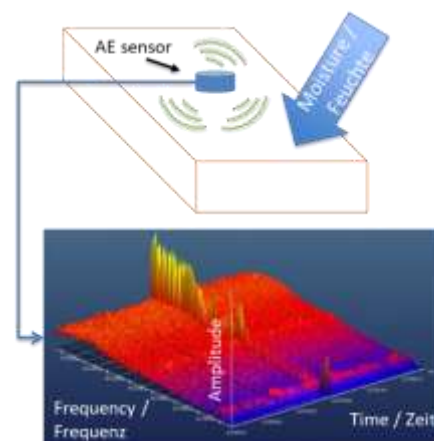 AE sensor
Moisture /
Feuchte
Amplitude
Frequency /
Frequenz
Time / Zeit